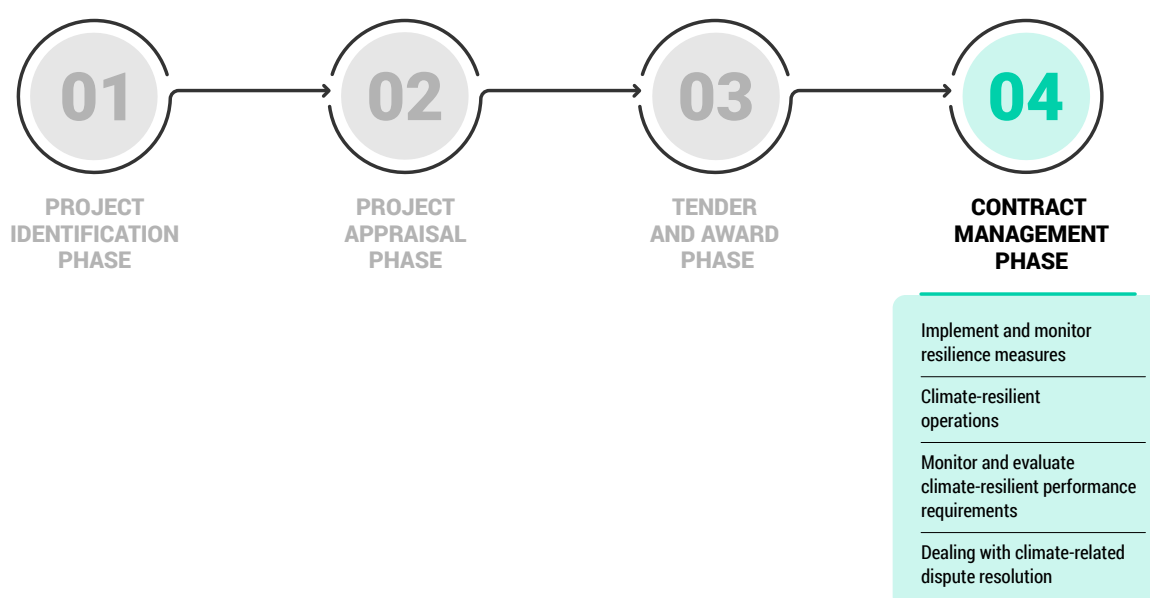 01
02
03
04
PROJECT
IDENTIFICATION
PHASE
PROJECT
APPRAISAL
PHASE
TENDER
AND AWARD
PHASE
CONTRACT
MANAGEMENT
PHASE
Implement and monitor
resilience measures
Climate-resilient
operations
Monitor and evaluate
climate-resilient performance
requirements
Dealing with climate-related
dispute resolution